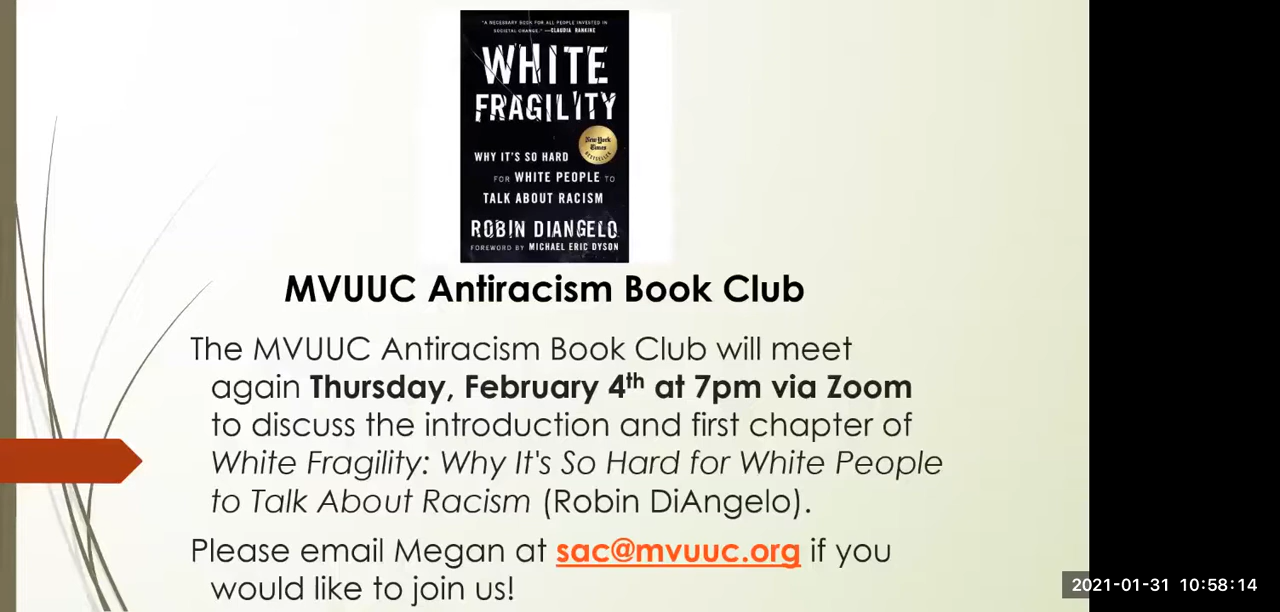 "A NECESSARY BOOK FOR ALL PEOPLE INVESTED IN
SOCIETAL CHANGE." —CLAUDIA RANKINE
WHITE
FRAGILITY
New York
Times
BESTSELLER
WHY IT'S SO HARD
FOR WHITE PEOPLE TO
TALK ABOUT RACISM
ROBIN DIANGELO
FOREWORD BY MICHAEL ERIC DYSON
MVUUC Antiracism Book Club
The MVUUC Antiracism Book Club will meet
again Thursday, February 4th at 7pm via Zoom
to discuss the introduction and first chapter of
White Fragility: Why It's So Hard for White People
to Talk About Racism (Robin DiAngelo).
Please email Megan at sac@mvuuc.org if you
would like to join us!
2021-01-31 10:58:14